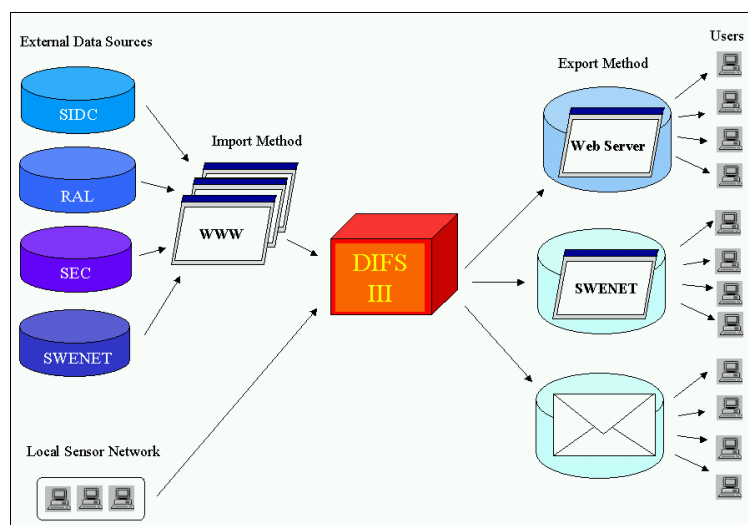 External Data Sources
SIDC
RAL
SEC
SWENET
Local Sensor Network
Import Method
WWW
DIFS
III
Export Method
Web Server
SWENET
Users